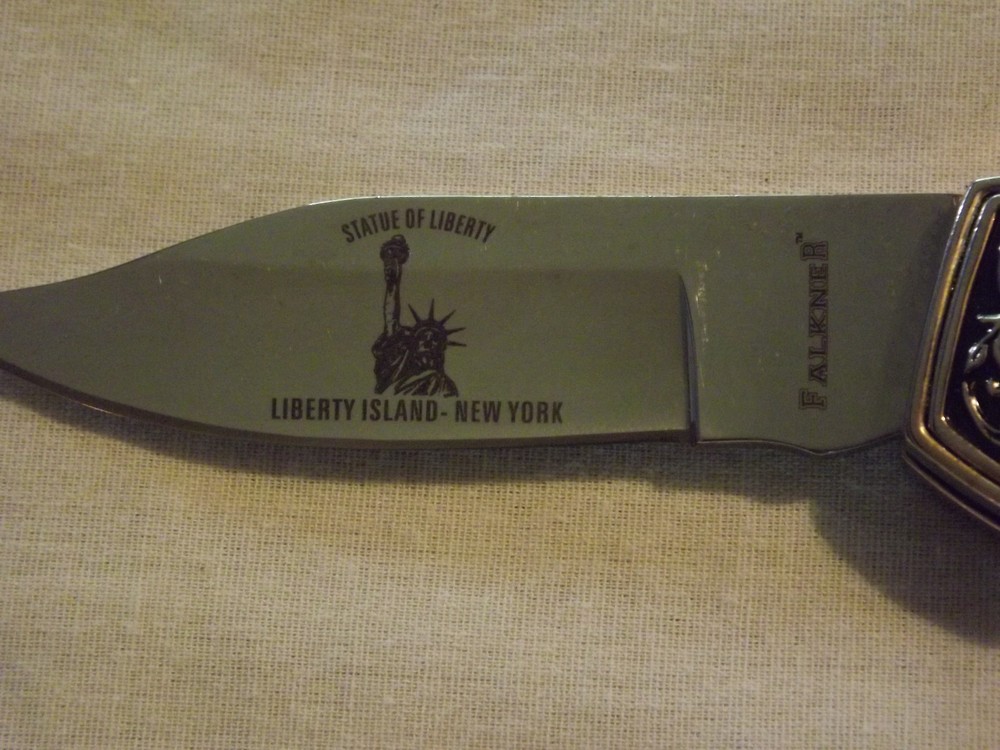 STATUE OF LIBERTY
LIBERTY ISLAND- NEW YORK
FALKNER™